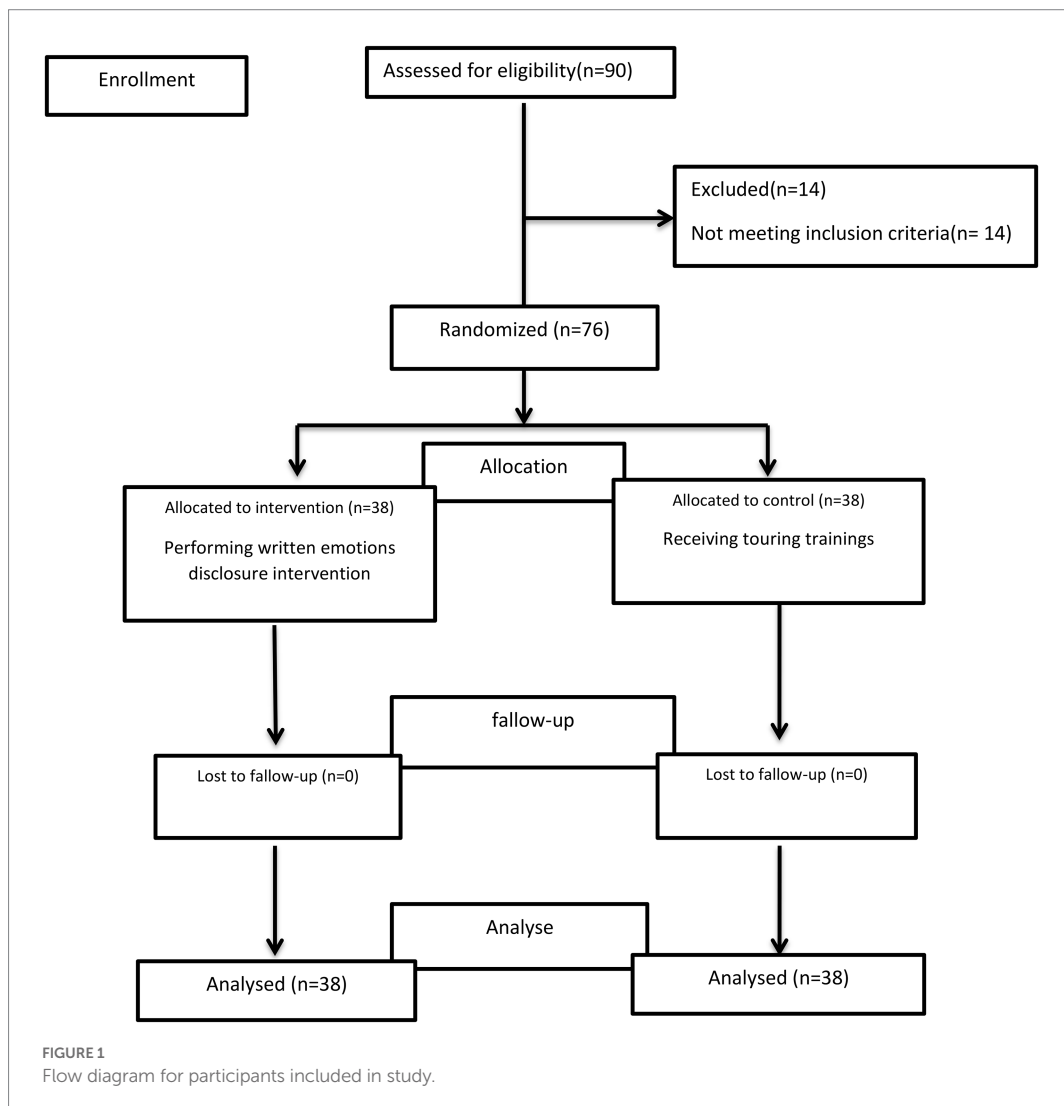 Enrollment
Assessed for eligibility(n=90)
Excluded(n=14)
Not meeting inclusion criteria(n= 14)
Randomized (n=76)
Allocation
Allocated to intervention (n=38)
Performing written emotions
disclosure intervention
Allocated to control (n=38)
Receiving touring trainings
fallow-up
Lost to fallow-up (n=0)
Lost to fallow-up (n=0)
Analyse
Analysed (n=38)
Analysed (n=38)
FIGURE 1
Flow diagram for participants included in study.